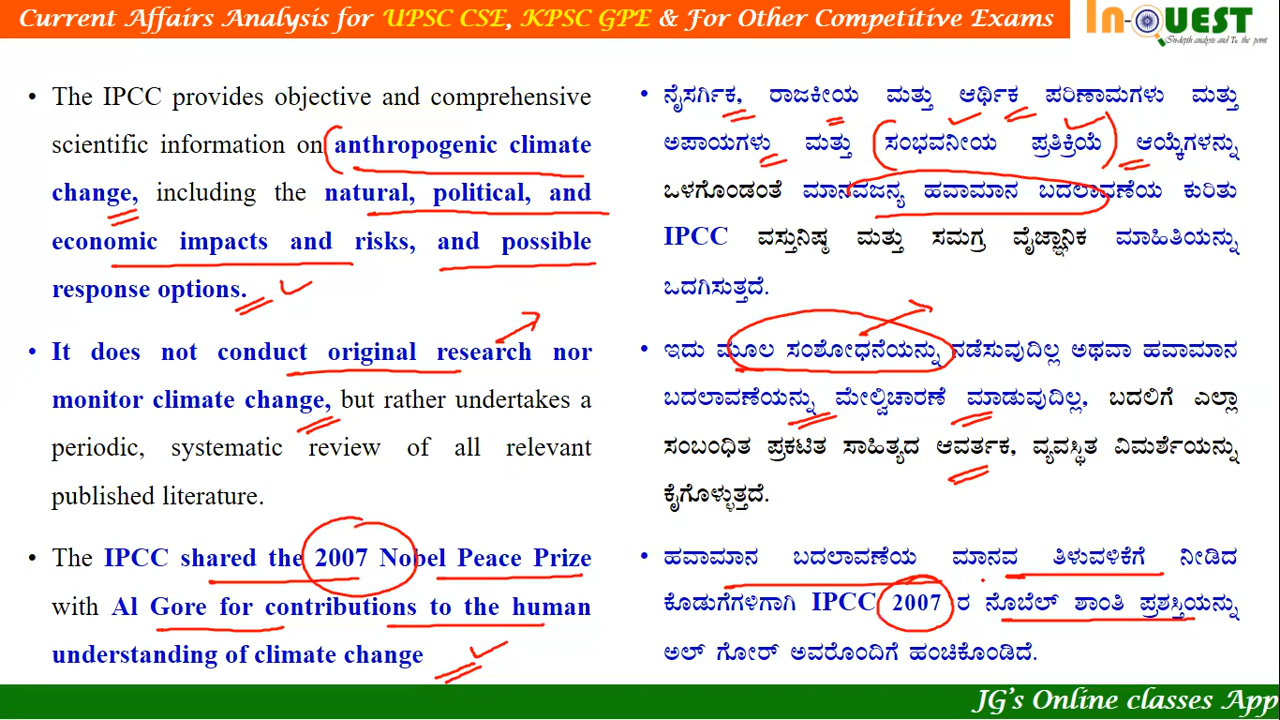 Current Affairs Analysis for UPSC CSE, KPSC GPE & For Other Competitive Exams
In-QUEST
In-depth analysis and To the point
• The IPCC provides objective and comprehensive
scientific information on anthropogenic climate
change, including the natural, political, and
economic impacts and risks, and possible
response options.
• It does not conduct original research nor
monitor climate change, but rather undertakes a
periodic, systematic review of all relevant
published literature.
• The IPCC shared the 2007 Nobel Peace Prize
with Al Gore for contributions to the human
understanding of climate change
• ನೈಸರ್ಗಿಕ, ರಾಜಕೀಯ ಮತ್ತು ಆರ್ಥಿಕ ಪರಿಣಾಮಗಳು ಮತ್ತು
ಅಪಾಯಗಳು ಮತ್ತು ಸಂಭವನೀಯ ಪ್ರತಿಕ್ರಿಯೆ ಆಯ್ಕೆಗಳನ್ನು
ಒಳಗೊಂಡಂತೆ ಮಾನವಜನ್ಯ ಹವಾಮಾನ ಬದಲಾವಣೆಯ ಕುರಿತು
IPCC ವಸ್ತುನಿಷ್ಠ ಮತ್ತು ಸಮಗ್ರ ವೈಜ್ಞಾನಿಕ ಮಾಹಿತಿಯನ್ನು
ಒದಗಿಸುತ್ತದೆ.
• ಇದು ಮೂಲ ಸಂಶೋಧನೆಯನ್ನು ನಡೆಸುವುದಿಲ್ಲ ಅಥವಾ ಹವಾಮಾನ
ಬದಲಾವಣೆಯನ್ನು ಮೇಲ್ವಿಚಾರಣೆ ಮಾಡುವುದಿಲ್ಲ, ಬದಲಿಗೆ ಎಲ್ಲಾ
ಸಂಬಂಧಿತ ಪ್ರಕಟಿತ ಸಾಹಿತ್ಯದ ಆವರ್ತಕ, ವ್ಯವಸ್ಥಿತ ವಿಮರ್ಶೆಯನ್ನು
ಕೈಗೊಳ್ಳುತ್ತದೆ.
• ಹವಾಮಾನ ಬದಲಾವಣೆಯ ಮಾನವ ತಿಳುವಳಿಕೆಗೆ ನೀಡಿದ
ಕೊಡುಗೆಗಳಿಗಾಗಿ IPCC 2007 ರ ನೊಬೆಲ್ ಶಾಂತಿ ಪ್ರಶಸ್ತಿಯನ್ನು
ಅಲ್ ಗೋರ್ ಅವರೊಂದಿಗೆ ಹಂಚಿಕೊಂಡಿದೆ.
JG's Online classes App